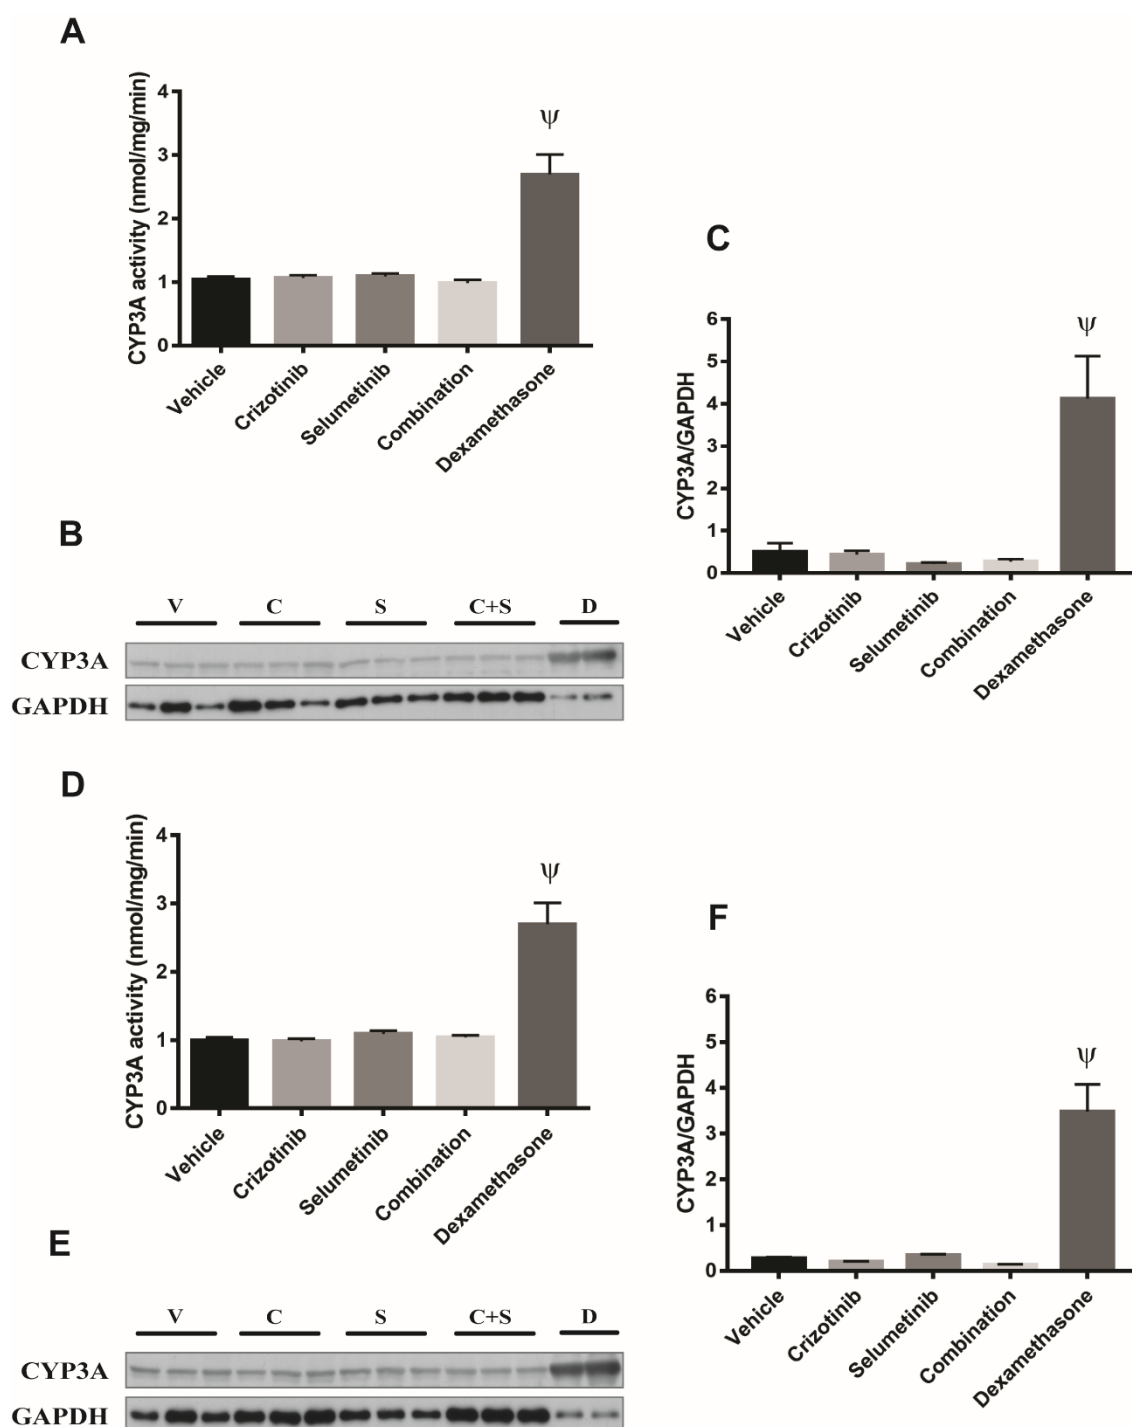 A
CYP3A activity (nmol/mg/min)
4
3
2
1
0
ψ
Vehicle
Crizotinib
Selumetinib
Combination
Dexamethasone
C
CYP3A/GAPDH
6
5
4
3
2
1
0
ψ
Vehicle
Crizotinib
Selumetinib
Combination
Dexamethasone
B
V C S C+S D
CYP3A
GAPDH
D
CYP3A activity (nmol/mg/min)
4
3
2
1
0
ψ
Vehicle
Crizotinib
Selumetinib
Combination
Dexamethasone
F
CYP3A/GAPDH
6
5
4
3
2
1
0
ψ
Vehicle
Crizotinib
Selumetinib
Combination
Dexamethasone
E
V C S C+S D
CYP3A
GAPDH